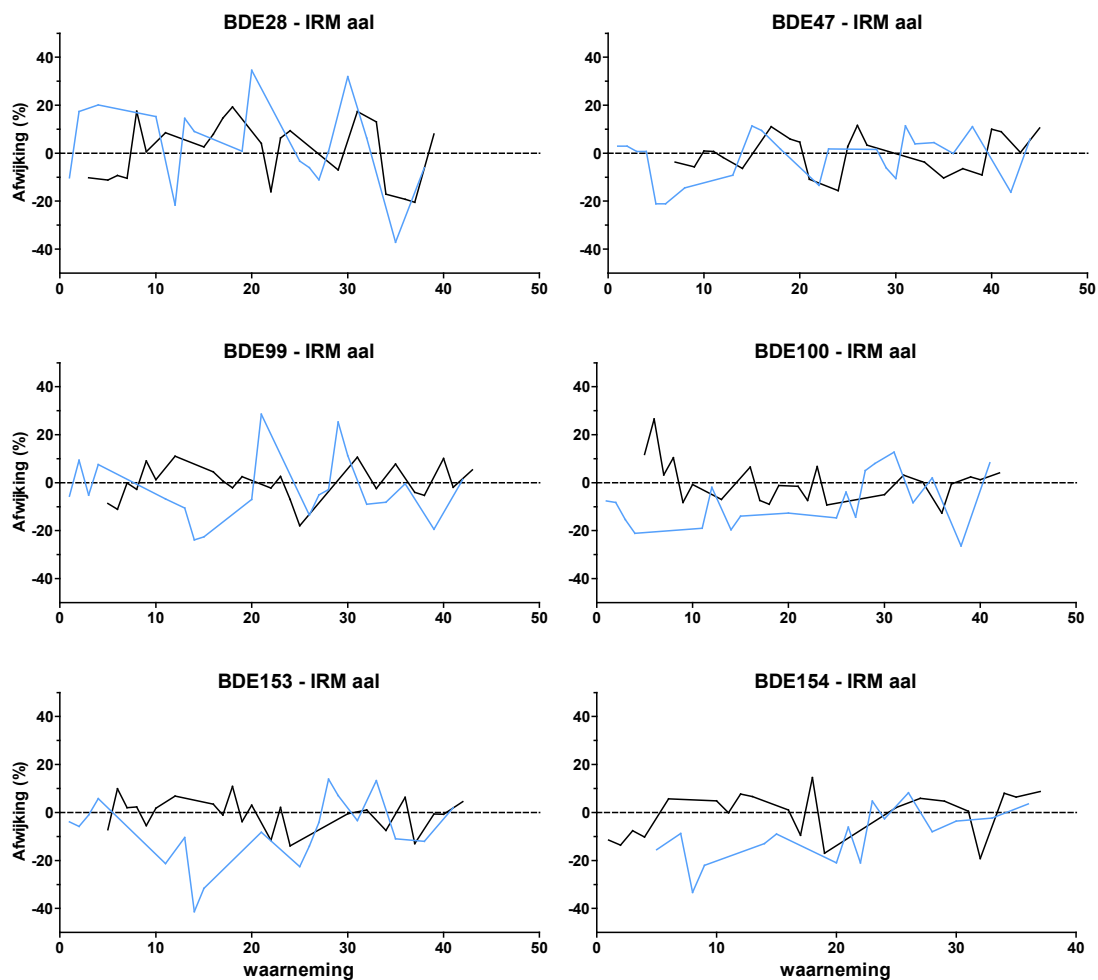 BDE28 - IRM aal
BDE47 - IRM aal
Afwijking (%)
40
20
0
-20
-40
0 10 20 30 40 50
40
20
0
-20
-40
0 10 20 30 40 50
BDE99 - IRM aal
BDE100 - IRM aal
Afwijking (%)
40
20
0
-20
-40
0 10 20 30 40 50
40
20
0
-20
-40
0 10 20 30 40 50
BDE153 - IRM aal
BDE154 - IRM aal
Afwijking (%)
40
20
0
-20
-40
0 10 20 30 40 50
waarneming
40
20
0
-20
-40
0 10 20 30 40
waarneming